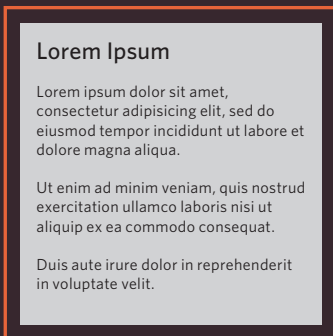 Lorem Ipsum
Lorem ipsum dolor sit amet,
consectetur adipisicing elit, sed do
eiusmod tempor incididunt ut labore et
dolore magna aliqua.
Ut enim ad minim veniam, quis nostrud
exercitation ullamco laboris nisi ut
aliquip ex ea commodo consequat.
Duis aute irure dolor in reprehenderit
in voluptate velit.